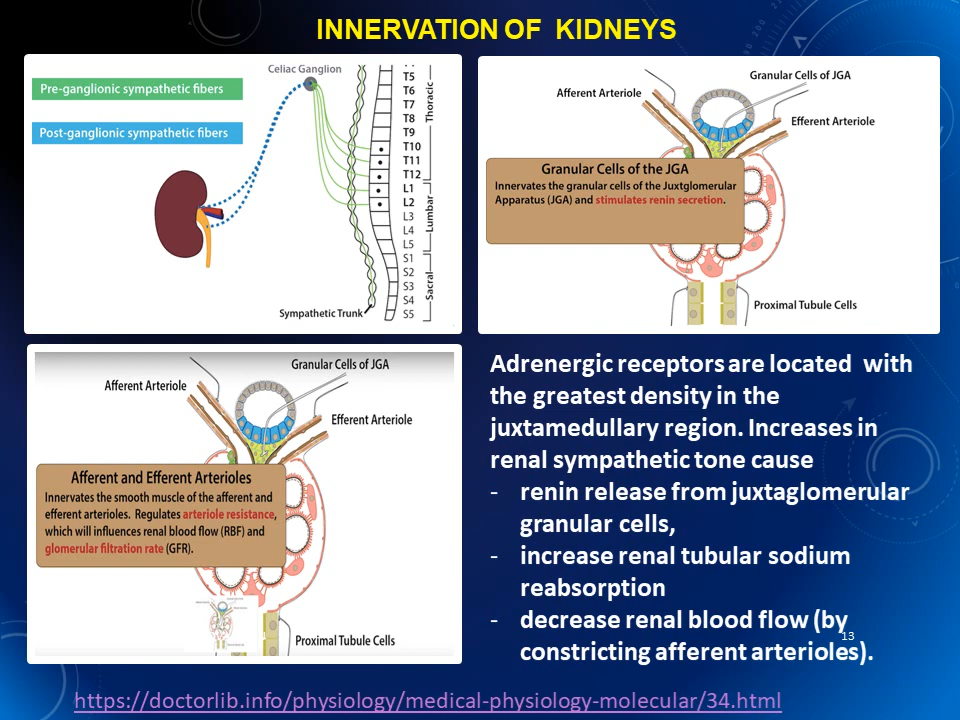 INNERVATION OF KIDNEYS
Celiac Ganglion
Pre-ganglionic sympathetic fibers
Post-ganglionic sympathetic fibers
T5
T6
T7
T8
T9
T10
T11
T12
L1
L2
L3
L4
L5
S1
S2
S3
S4
S5
Thoracic
Lumbar
Sacral
Sympathetic Trunk
Granular Cells of JGA
Afferent Arteriole
Efferent Arteriole
Granular Cells of the JGA
Innervates the granular cells of the Juxtglomerular
Apparatus (JGA) and stimulates renin secretion.
Proximal Tubule Cells
Granular Cells of JGA
Afferent Arteriole
Efferent Arteriole
Afferent and Efferent Arterioles
Innervates the smooth muscle of the afferent and
efferent arterioles. Regulates arteriole resistance,
which will influences renal blood flow (RBF) and
glomerular filtration rate (GFR).
Proximal Tubule Cells
Adrenergic receptors are located with
the greatest density in the
juxtamedullary region. Increases in
renal sympathetic tone cause
- renin release from juxtaglomerular
granular cells,
- increase renal tubular sodium
reabsorption
- decrease renal blood flow (by
constricting afferent arterioles).
13
https://doctorlib.info/physiology/medical-physiology-molecular/34.html